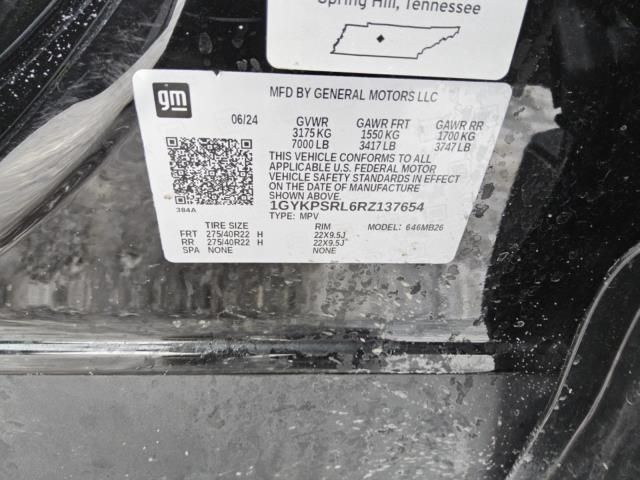 Spring Hill, Tennessee
gm
MFD BY GENERAL MOTORS LLC
06/24 GVWR GAWR FRT GAWR RR
3175 KG 1550 KG 1700 KG
7000 LB 3417 LB 3747 LB
THIS VEHICLE CONFORMS TO ALL
APPLICABLE U.S. FEDERAL MOTOR
VEHICLE SAFETY STANDARDS IN EFFECT
ON THE DATE OF MANUFACTURE
SHOWN ABOVE.
1GYKPSRL6RZ137654
384A TYPE: MPV MODEL: 646MB26
TIRE SIZE RIM
FRT 275/40R22 H 22X9.5J
RR 275/40R22 H 22X9.5J
SPA NONE NONE